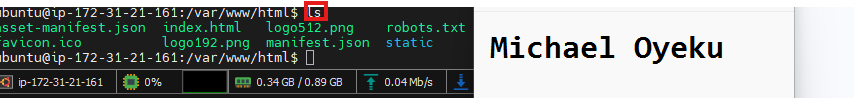 ubuntu@ip-172-31-21-161:/var/www/html$ ls
asset-manifest.json index.html logo512.png robots.txt
favicon.ico logo192.png manifest.json static
ubuntu@ip-172-31-21-161:/var/www/html$
ip-172-31-21-161 0% 0.34 GB / 0.89 GB 0.04 Mb/s
Michael Oyeku